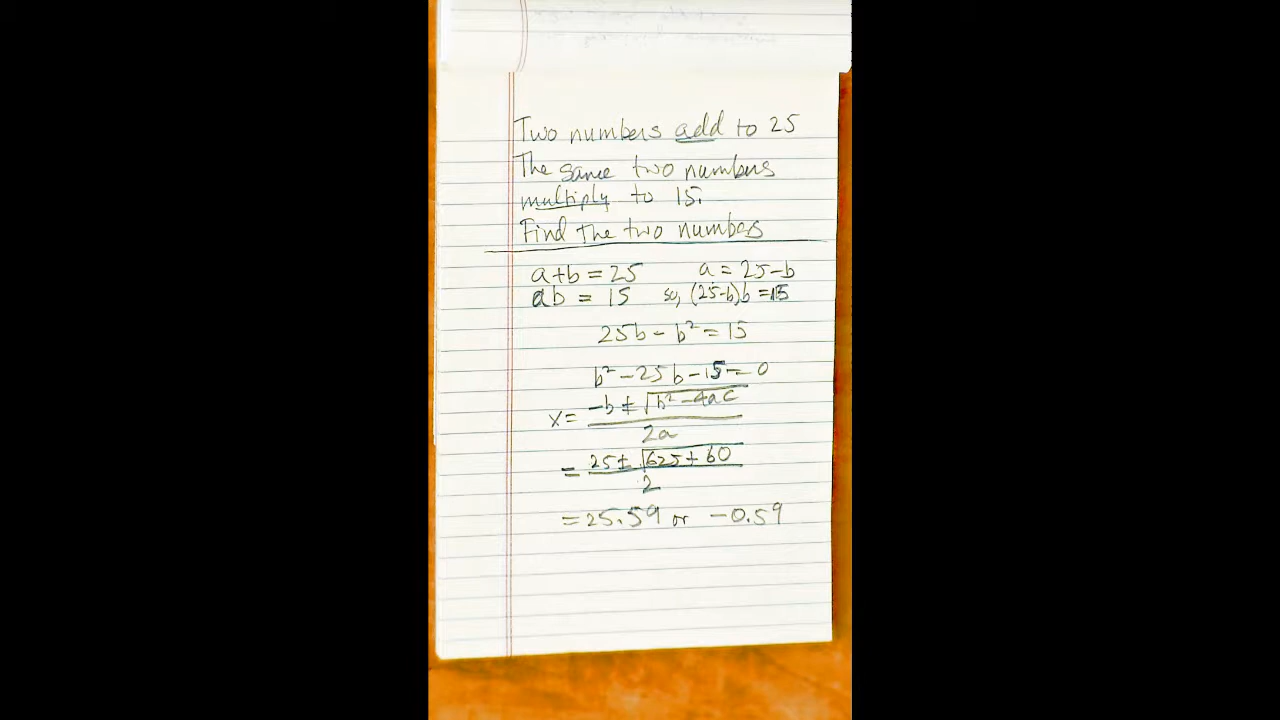 Two numbers add to 25
The same two numbers
multiply to 15.
Find the two numbers
a+b = 25 a = 25-b
ab = 15 so, (25-b)b = 15
25b - b² = 15
b² - 25b - 15 = 0
x = -b ± √b² - 4ac
2a
= 25 ± √625 + 60
2
= 25.59 or -0.59